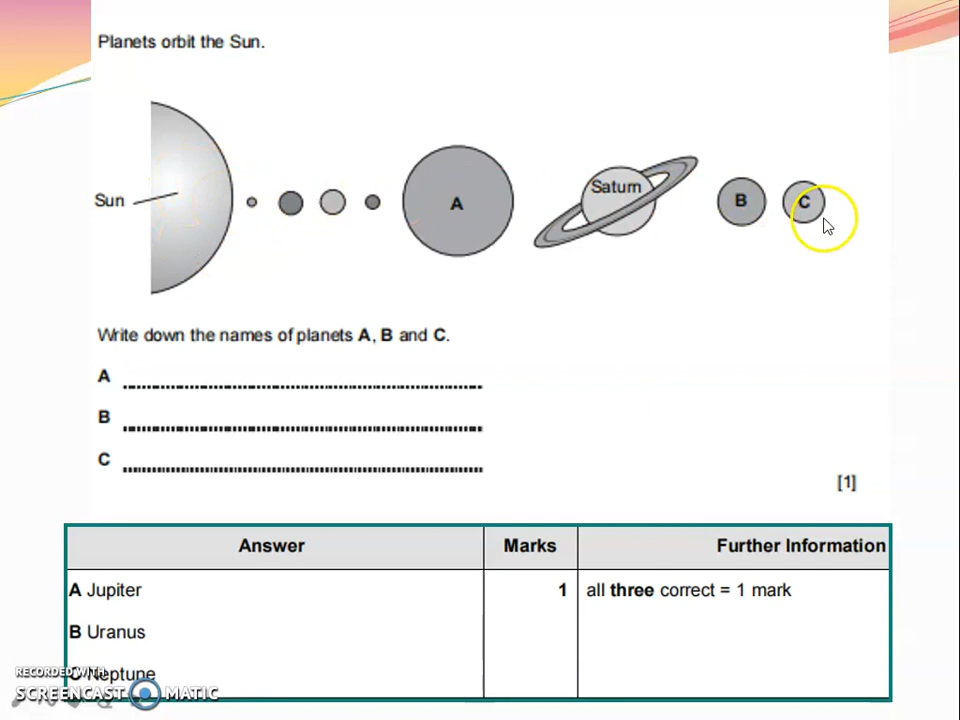 Planets orbit the Sun.
Sun
A
Saturn
B
C
Write down the names of planets A, B and C.
A
B
C
[1]
Answer Marks Further Information
A Jupiter 1 all three correct = 1 mark
B Uranus
C Neptune
RECORDED WITH
SCREENCAST MATIC